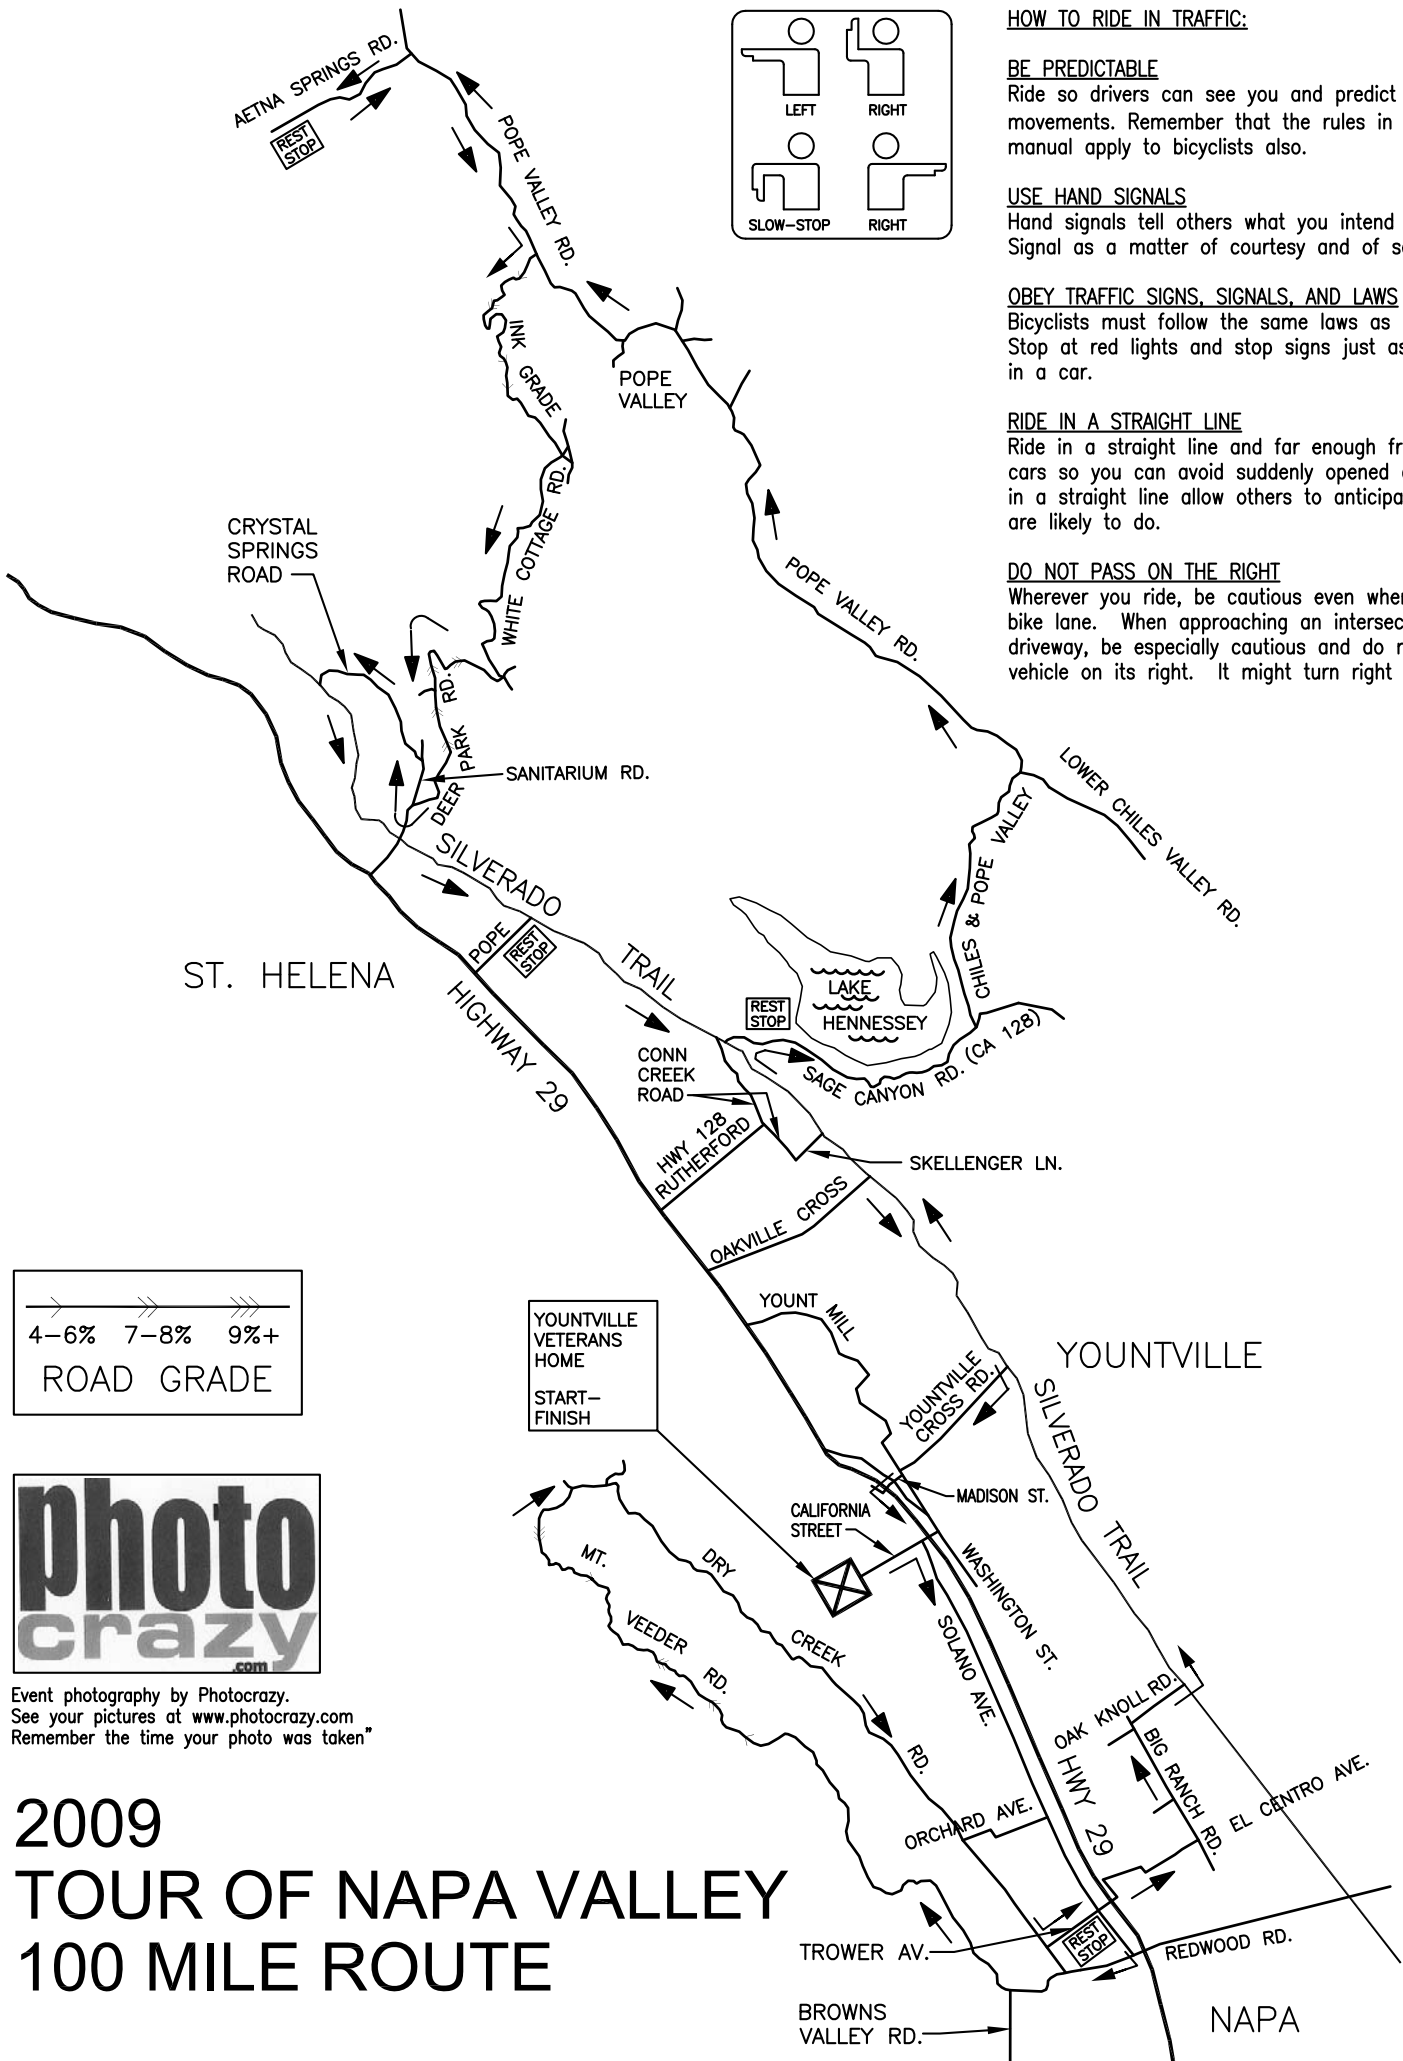 HOW TO RIDE IN TRAFFIC:
BE PREDICTABLE
Ride so drivers can see you and predict
movements. Remember that the rules in
manual apply to bicyclists also.
USE HAND SIGNALS
Hand signals tell others what you intend
Signal as a matter of courtesy and of
OBEY TRAFFIC SIGNS, SIGNALS, AND LAWS
Bicyclists must follow the same laws as
Stop at red lights and stop signs just as
in a car.
RIDE IN A STRAIGHT LINE
Ride in a straight line and far enough
cars so you can avoid suddenly opened
in a straight line allow others to
are likely to do.
DO NOT PASS ON THE RIGHT
Wherever you ride, be cautious even
bike lane. When approaching an
driveway, be especially cautious and do
vehicle on its right. It might turn right
LEFT
RIGHT
SLOW-STOP
RIGHT
AETNA SPRINGS RD.
REST
STOP
POPE VALLEY RD.
INK GRADE
POPE
VALLEY
WHITE COTTAGE RD.
CRYSTAL
SPRINGS
ROAD
POPE VALLEY RD.
DEER PARK RD.
SANITARIUM RD.
LOWER CHILES VALLEY RD.
CHILES & POPE VALLEY
SILVERADO TRAIL
POPE
REST
STOP
ST. HELENA
HIGHWAY 29
REST
STOP
LAKE
HENNESSEY
SAGE CANYON RD. (CA 128)
CONN
CREEK
ROAD
HWY 128
RUTHERFORD
SKELLENGER LN.
OAKVILLE CROSS
YOUNT MILL
YOUNTVILLE
YOUNTVILLE
CROSS RD.
SILVERADO TRAIL
4-6% 7-8% 9%+
ROAD GRADE
YOUNTVILLE
VETERANS
HOME
START-
FINISH
MADISON ST.
CALIFORNIA
STREET
WASHINGTON ST.
SOLANO AVE.
MT. VEEDER RD.
DRY CREEK RD.
OAK KNOLL RD.
BIG RANCH RD.
EL CENTRO AVE.
HWY 29
ORCHARD AVE.
TROWER AV.
REST
STOP
REDWOOD RD.
BROWNS
VALLEY RD.
NAPA
photo
crazy
.com
Event photography by Photocrazy.
See your pictures at www.photocrazy.com
Remember the time your photo was taken”
2009
TOUR OF NAPA VALLEY
100 MILE ROUTE